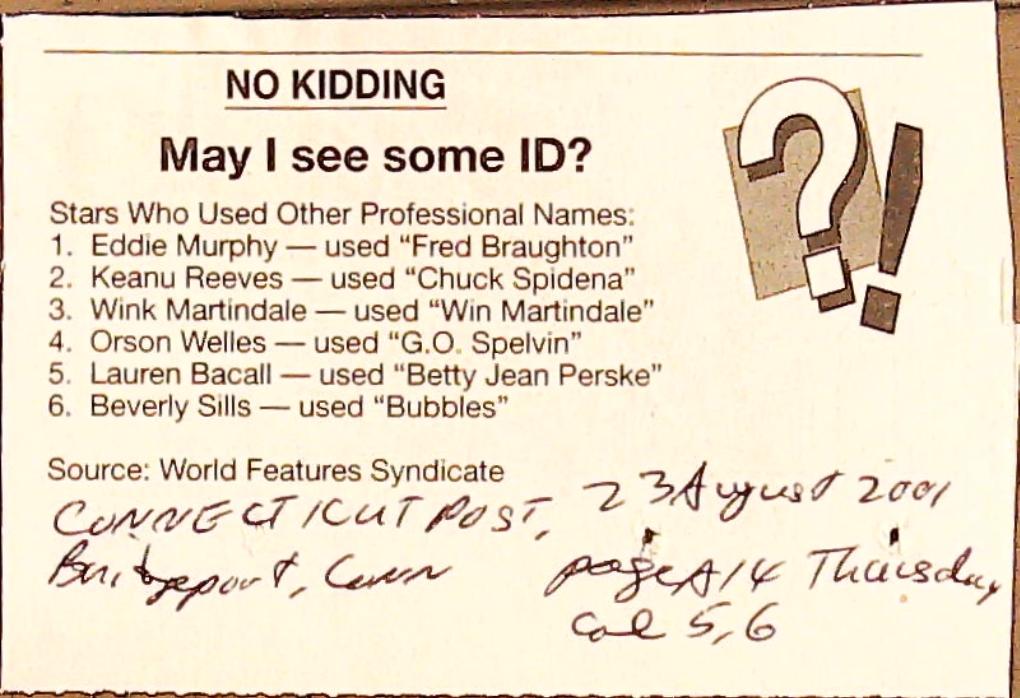 NO KIDDING
May I see some ID?
Stars Who Used Other Professional Names:
1. Eddie Murphy — used “Fred Braughton”
2. Keanu Reeves — used “Chuck Spidena”
3. Wink Martindale — used “Win Martindale”
4. Orson Welles — used “G.O. Spelvin”
5. Lauren Bacall — used “Betty Jean Perske”
6. Beverly Sills — used “Bubbles”
?!
Source: World Features Syndicate
CONNECTICUT POST, 23 August 2001
Bridgeport, Conn page A14 Thursday
Col 5,6